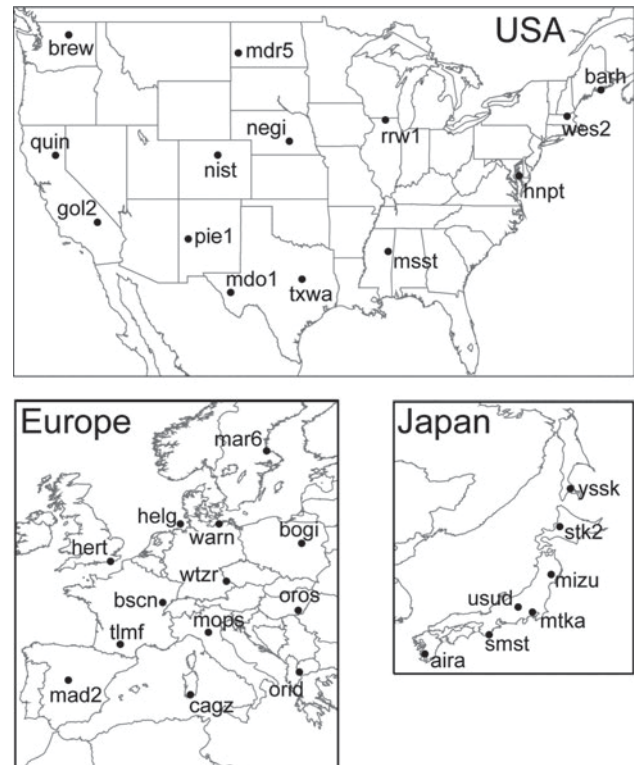 USA
brew
mdr5
barh
negi
rrw1
wes2
quin
nist
hnpt
gol2
pie1
msst
mdo1
txwa
Europe
mar6
helg
warn
bogi
hert
wtzr
bscn
oros
mops
tlmf
orid
mad2
cagz
Japan
yssk
stk2
mizu
usud
mtka
smst
aira